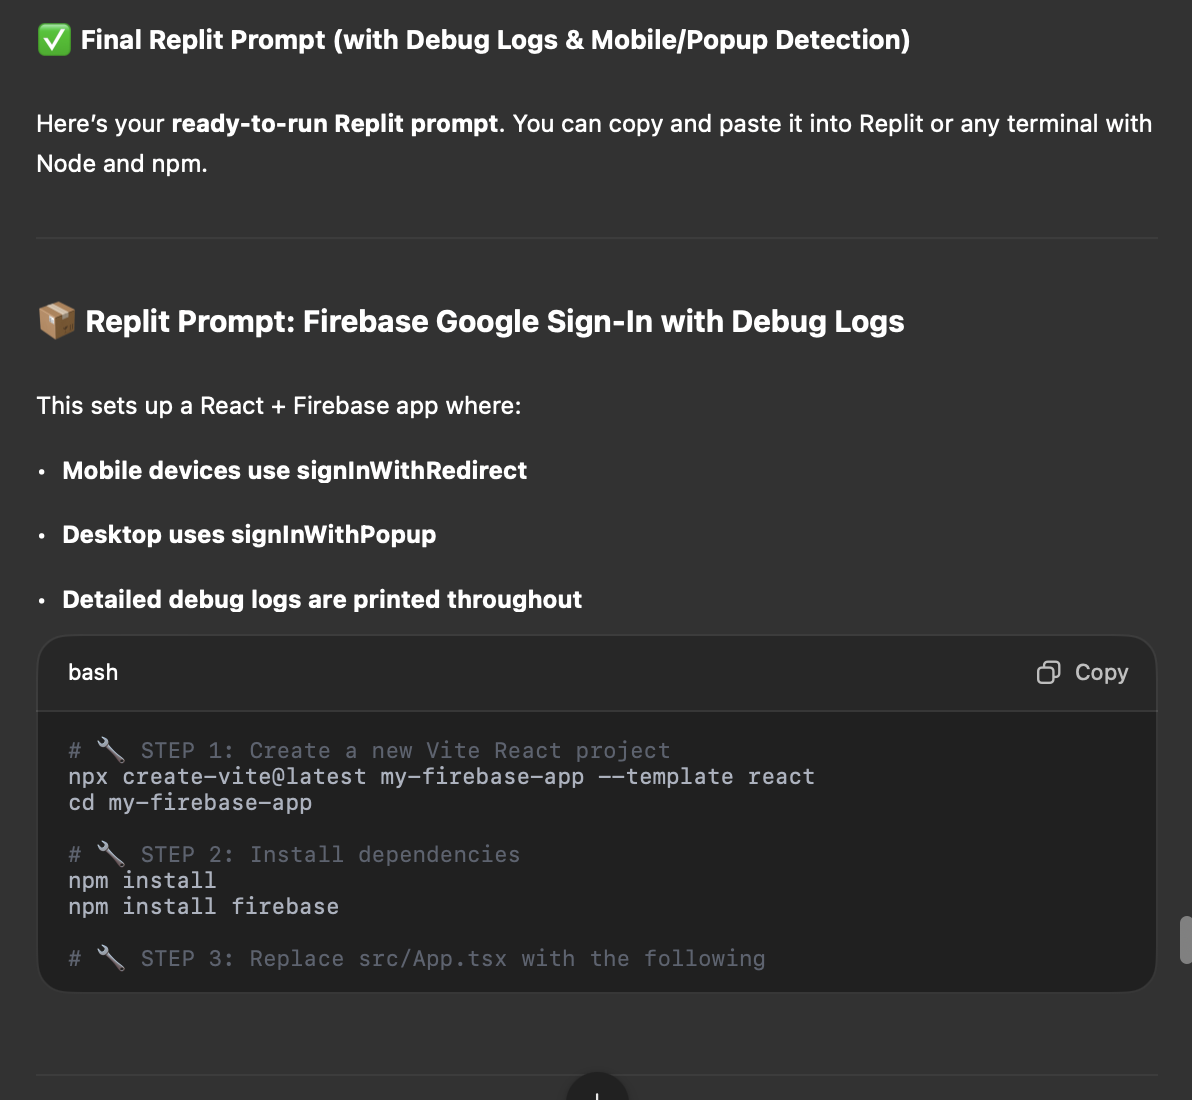 ✅ Final Replit Prompt (with Debug Logs & Mobile/Popup Detection)
Here’s your ready-to-run Replit prompt. You can copy and paste it into Replit or any terminal with
Node and npm.
📦 Replit Prompt: Firebase Google Sign-In with Debug Logs
This sets up a React + Firebase app where:
• Mobile devices use signInWithRedirect
• Desktop uses signInWithPopup
• Detailed debug logs are printed throughout
bash
Copy
# 🔧 STEP 1: Create a new Vite React project
npx create-vite@latest my-firebase-app --template react
cd my-firebase-app
# 🔧 STEP 2: Install dependencies
npm install
npm install firebase
# 🔧 STEP 3: Replace src/App.tsx with the following